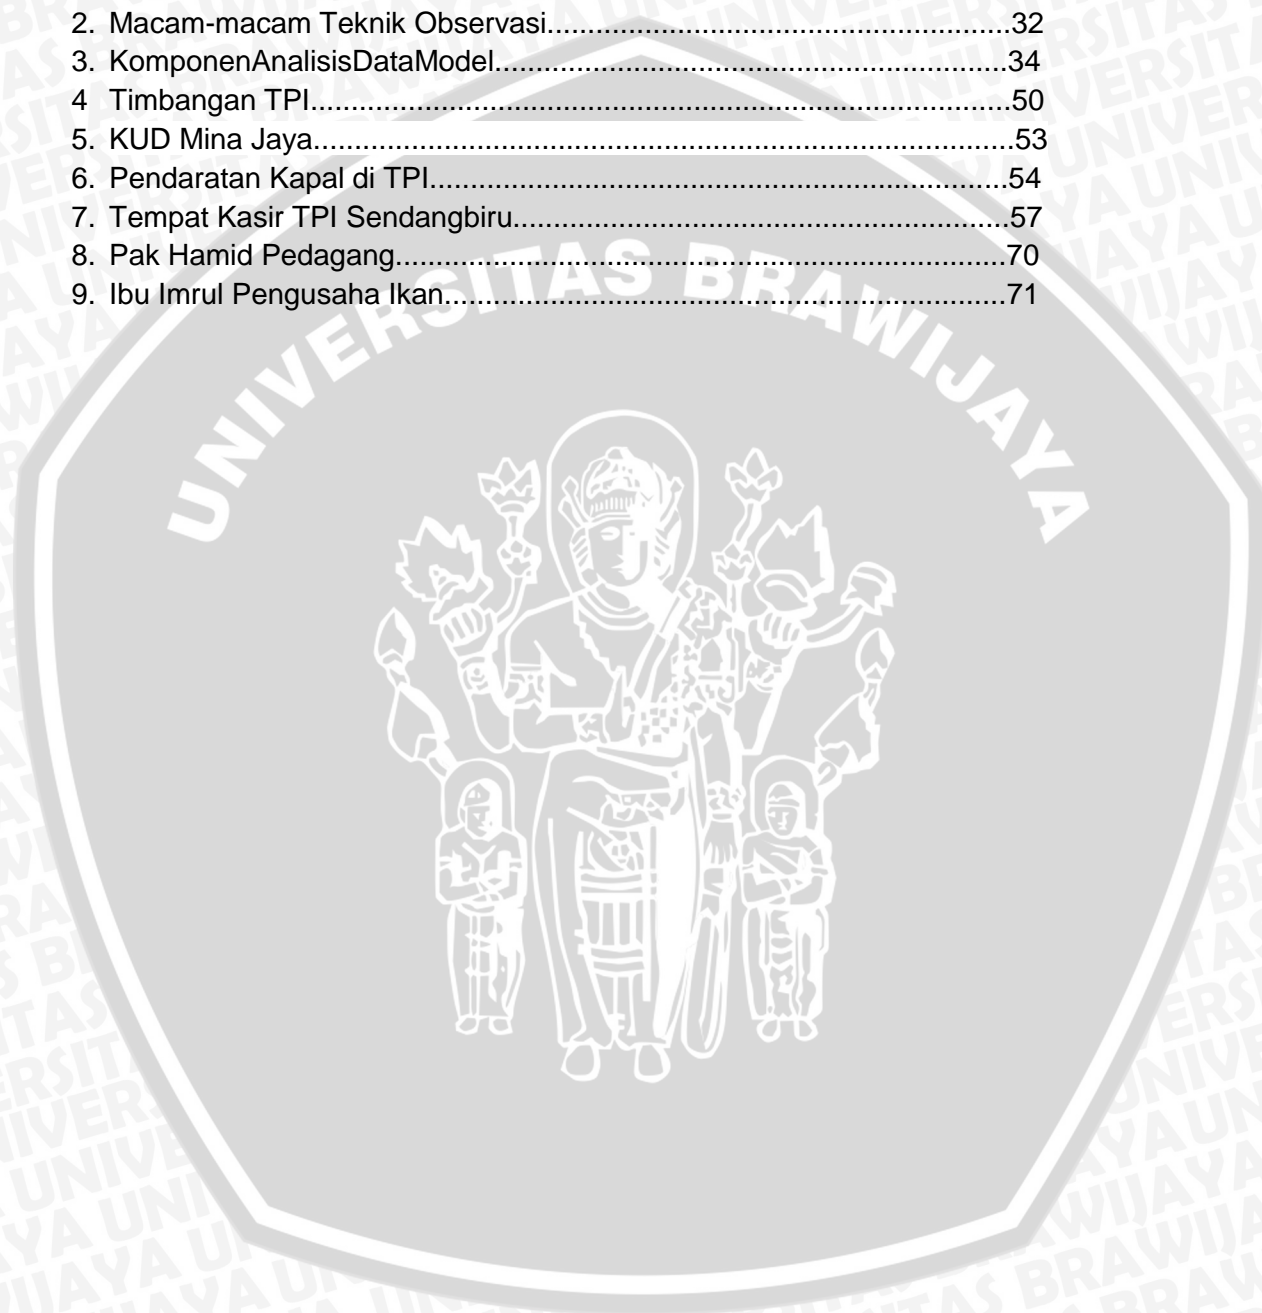 2. Macam-macam Teknik Observasi........................................................32
3. KomponenAnalisisDataModel.................................................................34
4 Timbangan TPI.......................................................................................50
5. KUD Mina Jaya.....................................................................................53
6. Pendaratan Kapal di TPI......................................................................54
7. Tempat Kasir TPI Sendangbiru............................................................57
8. Pak Hamid Pedagang..........................................................................70
9. Ibu Imrul Pengusaha Ikan....................................................................71
UNIVERSITAS BRAWIJAYA